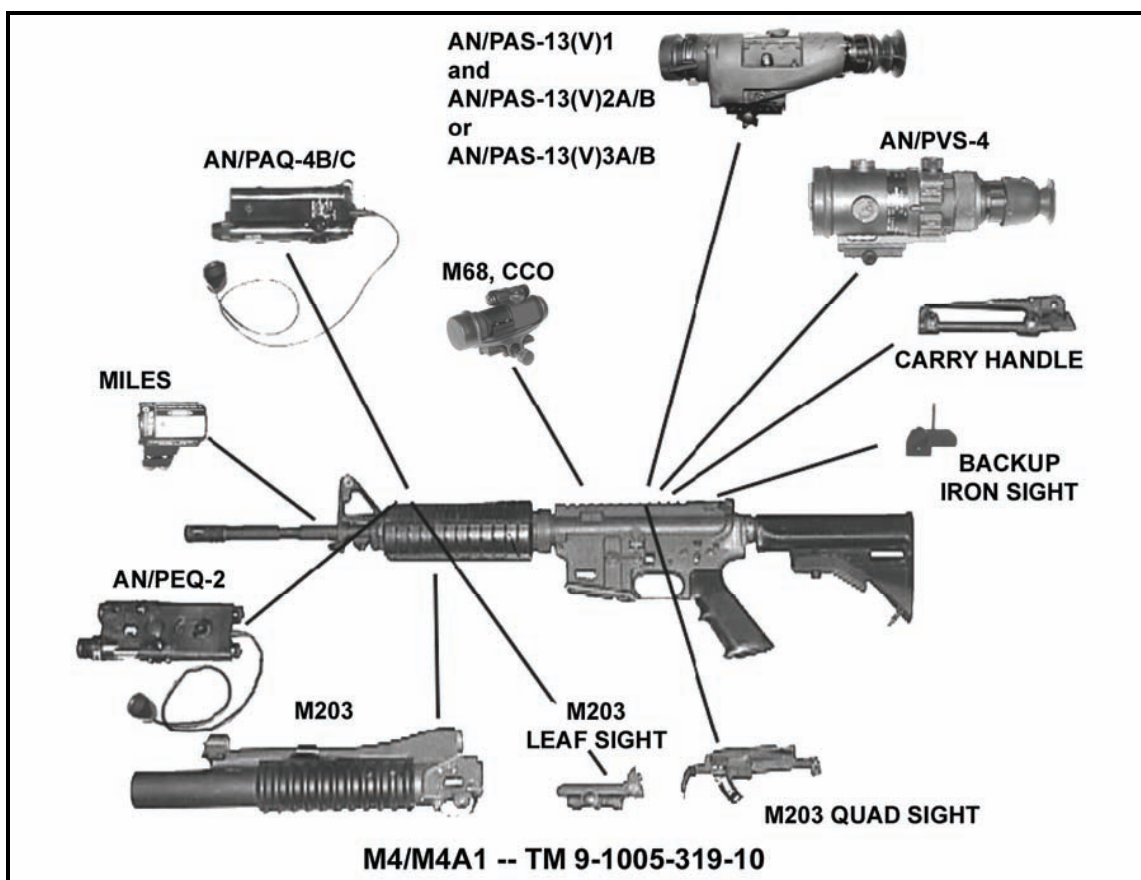 AN/PAS-13(V)1
and
AN/PAS-13(V)2A/B
or
AN/PAS-13(V)3A/B
AN/PAQ-4B/C
AN/PVS-4
M68, CCO
CARRY HANDLE
MILES
BACKUP
IRON SIGHT
AN/PEQ-2
M203
M203
LEAF SIGHT
M203 QUAD SIGHT
M4/M4A1 -- TM 9-1005-319-10